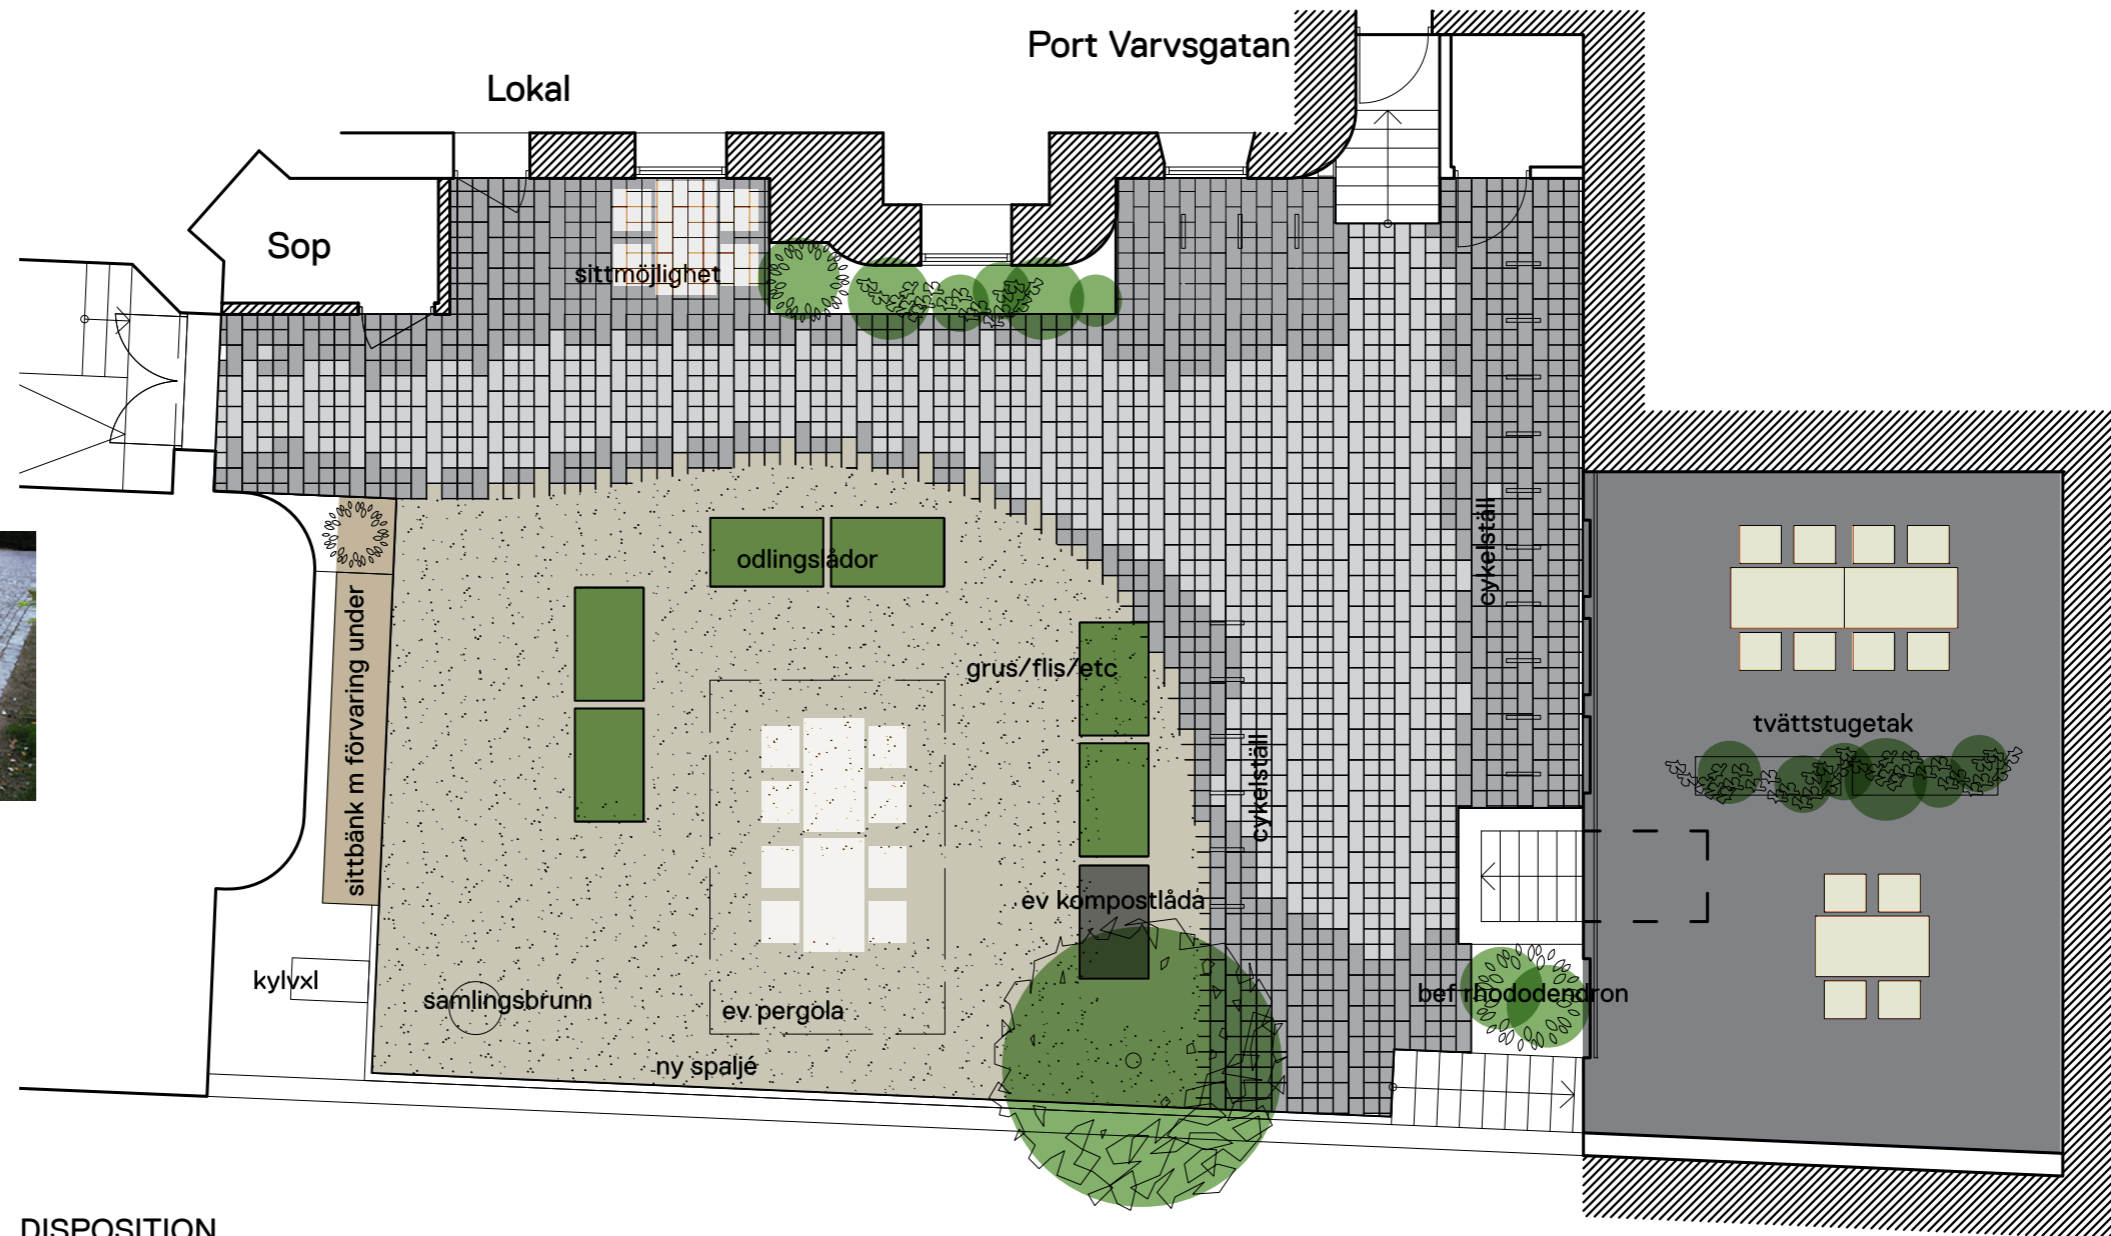 Port Varvsgatan
Lokal
Sop
sittmöjlighet
cykelställ
odlingslådor
sittbänk m förvaring under
grus/flis/etc
tvättstugetak
cykelställ
ev kompostlåda
kylvxl
samlingsbrunn
ev pergola
bef rhododendron
ny spaljé
DISPOSITION